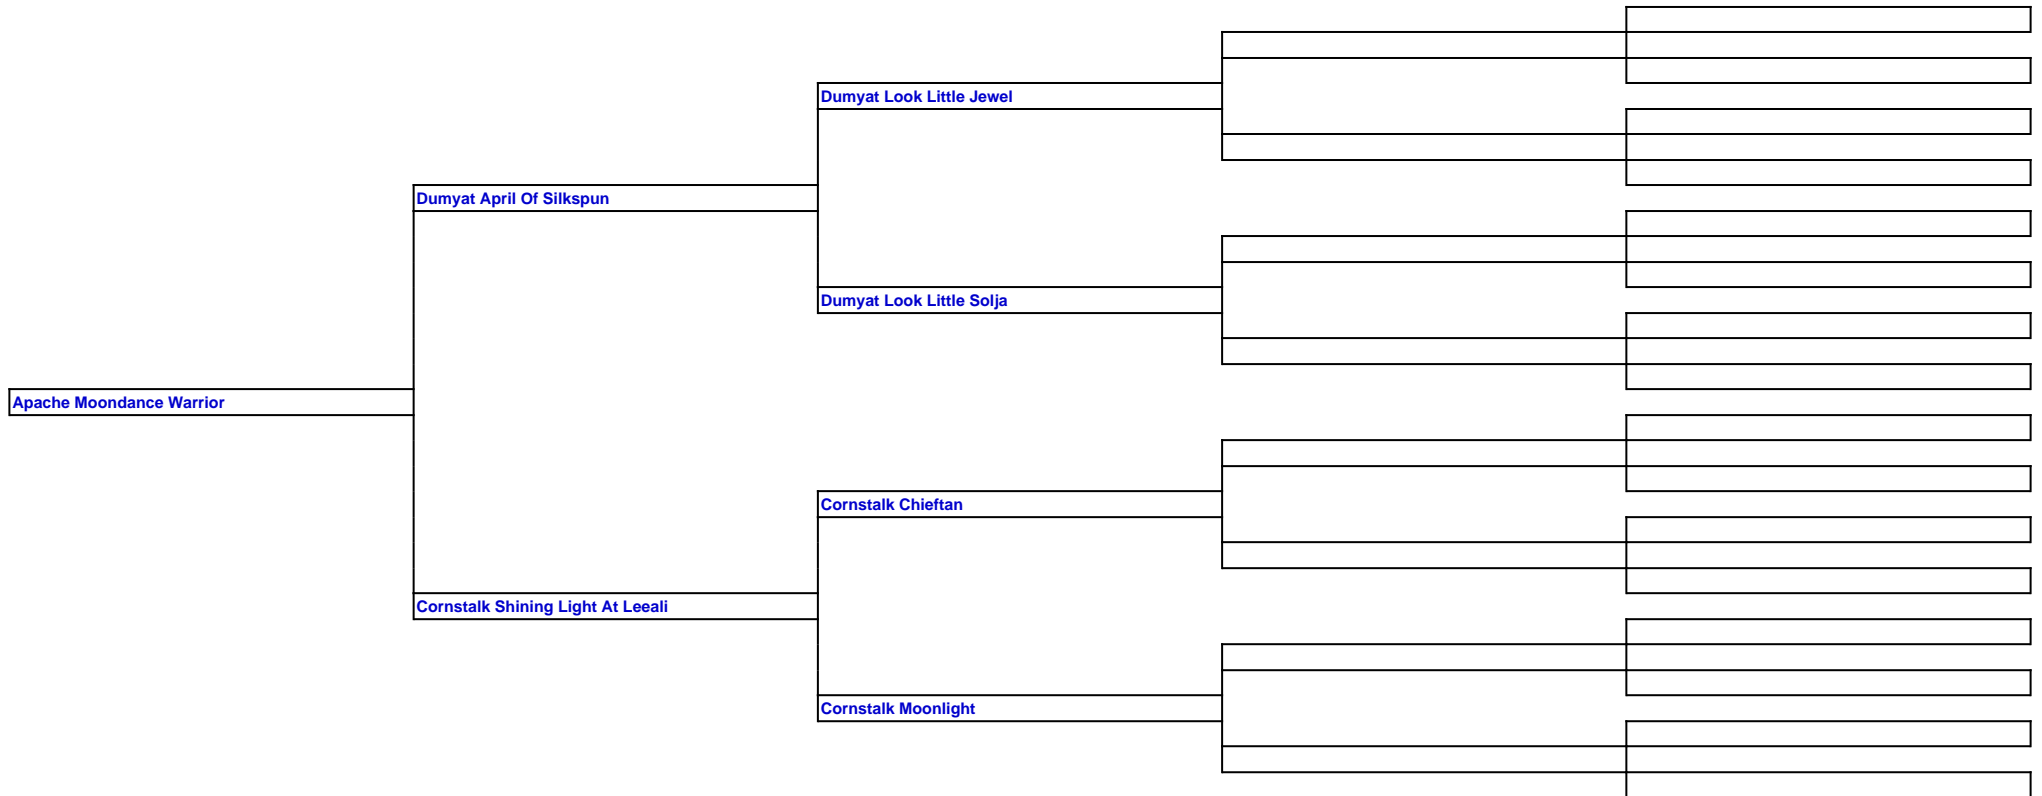 Dumyat Look Little Jewel
Dumyat April Of Silkspun
Dumyat Look Little Solja
Apache Moondance Warrior
Cornstalk Chieftan
Cornstalk Shining Light At Leeali
Cornstalk Moonlight